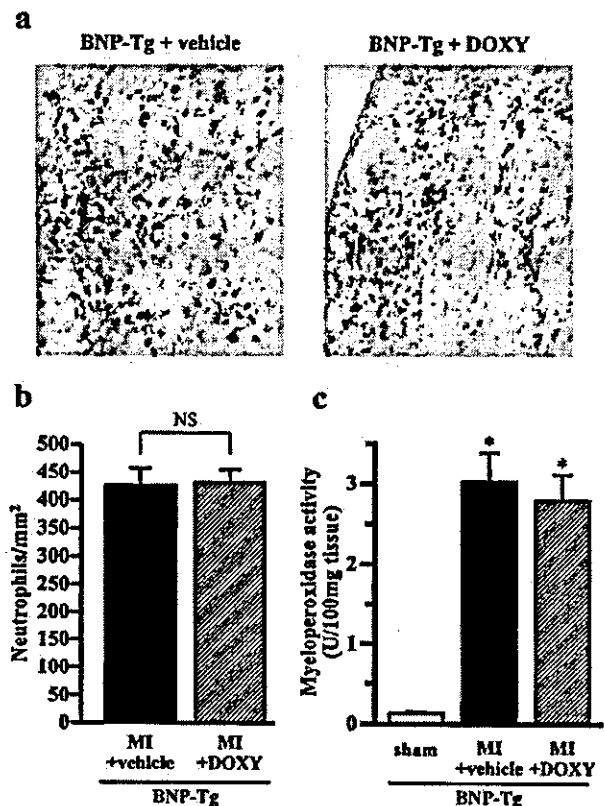 a
BNP-Tg + vehicle
BNP-Tg + DOXY
b
NS
500
450
400
350
300
250
200
150
100
50
0
Neutrophils/mm²
MI
+vehicle
MI
+DOXY
BNP-Tg
c
*
*
3
2
1
0
Myeloperoxidase activity
(U/100mg tissue)
sham
MI
+vehicle
MI
+DOXY
BNP-Tg